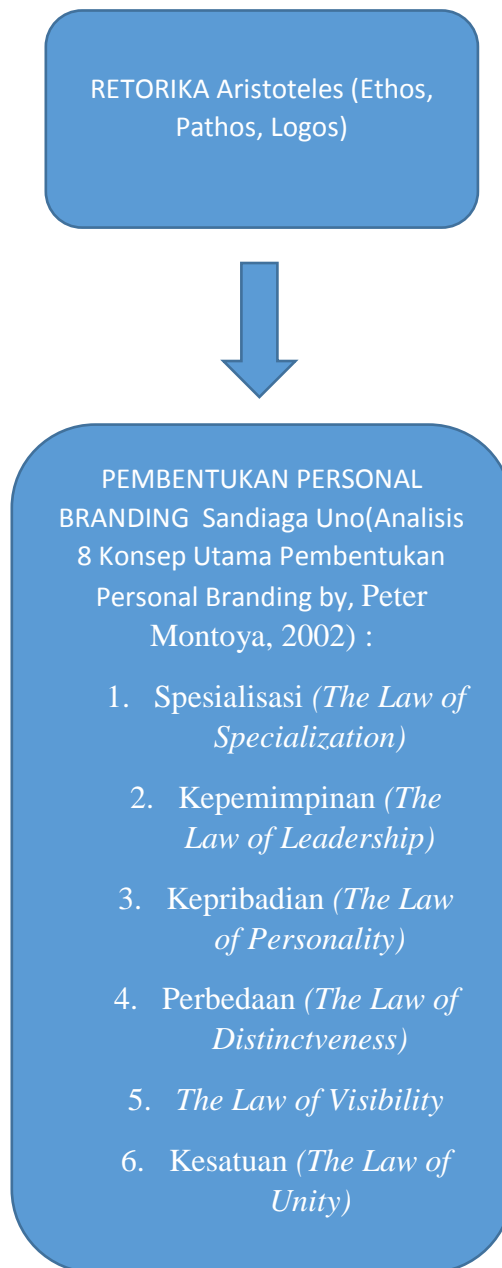 RETORIKA Aristoteles (Ethos,
Pathos, Logos)
PEMBENTUKAN PERSONAL
BRANDING Sandiaga Uno(Analisis
8 Konsep Utama Pembentukan
Personal Branding by, Peter
Montoya, 2002) :
1. Spesialisasi (The Law of
Specialization)
2. Kepemimpinan (The
Law of Leadership)
3. Kepribadian (The Law
of Personality)
4. Perbedaan (The Law of
Distinctveness)
5. The Law of Visibility
6. Kesatuan (The Law of
Unity)